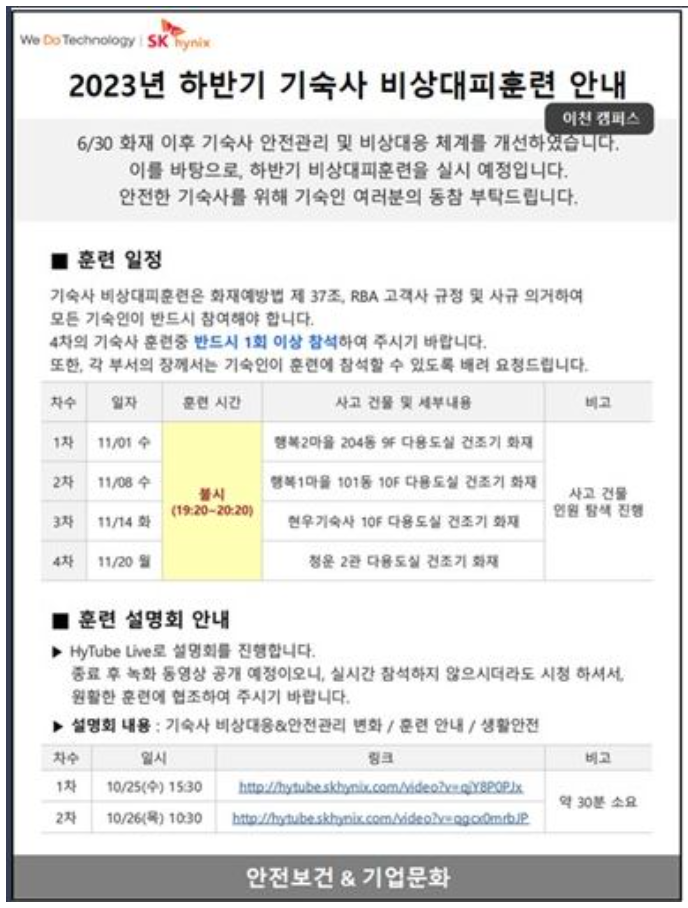 We Do Technology | SK hynix
2023년 하반기 기숙사 비상대피훈련 안내
이천 캠퍼스
6/30 화재 이후 기숙사 안전관리 및 비상대응 체계를 개선하였습니다.
이를 바탕으로, 하반기 비상대피훈련을 실시 예정입니다.
안전한 기숙사를 위해 기숙인 여러분의 동참 부탁드립니다.
■ 훈련 일정
기숙사 비상대피훈련은 화재예방법 제 37조, RBA 고객사 규정 및 사규 의거하여
모든 기숙인이 반드시 참여해야 합니다.
4차의 기숙사 훈련중 반드시 1회 이상 참석하여 주시기 바랍니다.
또한, 각 부서의 장께서는 기숙인이 훈련에 참석할 수 있도록 배려 요청드립니다.
차수 일자 훈련 시간 사고 건물 및 세부내용 비고
1차 11/01 수 행복2마을 204동 9F 다용도실 건조기 화재
2차 11/08 수 행복1마을 101동 10F 다용도실 건조기 화재
불시
(19:20~20:20)
사고 건물
인원 탐색 진행
3차 11/14 화 현우기숙사 10F 다용도실 건조기 화재
4차 11/20 월 청운 2관 다용도실 건조기 화재
■ 훈련 설명회 안내
▶ HyTube Live로 설명회를 진행합니다.
종료 후 녹화 동영상 공개 예정이오니, 실시간 참석하지 않으시더라도 시청 하셔서,
원활한 훈련에 협조하여 주시기 바랍니다.
▶ 설명회 내용 : 기숙사 비상대응&안전관리 변화 / 훈련 안내 / 생활안전
차수 일시 링크 비고
1차 10/25(수) 15:30 http://hytube.skhynix.com/video?v=qjY8P0PJx
약 30분 소요
2차 10/26(목) 10:30 http://hytube.skhynix.com/video?v=qgcx0mrbJP
안전보건 & 기업문화